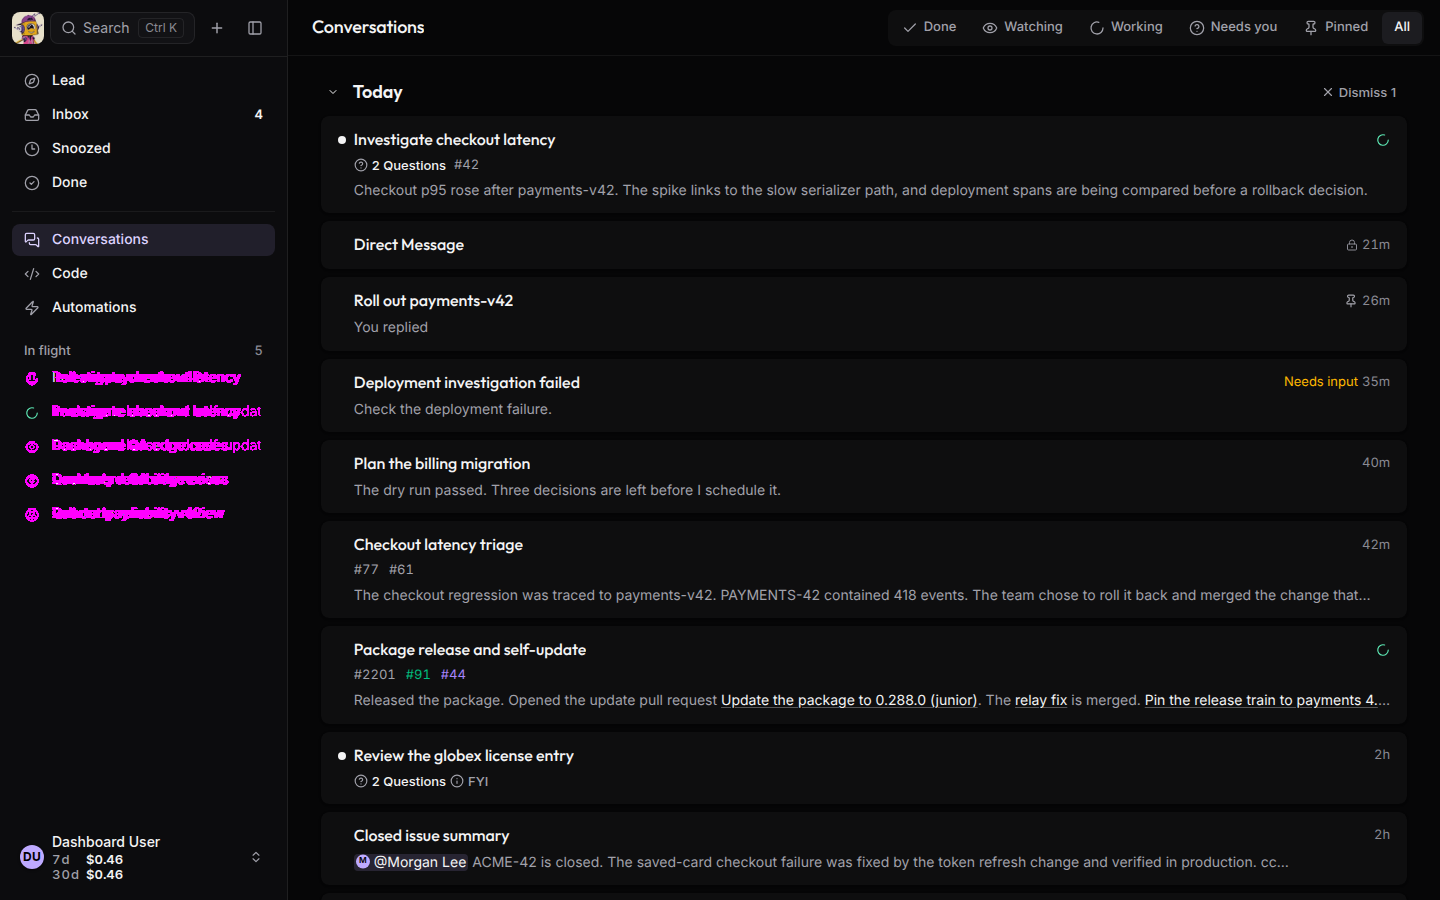 Search Ctrl K
Lead
Inbox 4
Snoozed
Done
Conversations
Code
Automations
In flight 5
Dashboard User
7d $0.46
30d $0.46
DU
Conversations
Done Watching Working Needs you Pinned All
Today Dismiss 1
Investigate checkout latency
2 Questions #42
Checkout p95 rose after payments-v42. The spike links to the slow serializer path, and deployment spans are being compared before a rollback decision.
Direct Message 21m
Roll out payments-v42 26m
You replied
Deployment investigation failed Needs input 35m
Check the deployment failure.
Plan the billing migration 40m
The dry run passed. Three decisions are left before I schedule it.
Checkout latency triage 42m
#77 #61
The checkout regression was traced to payments-v42. PAYMENTS-42 contained 418 events. The team chose to roll it back and merged the change that...
Package release and self-update
#2201 #91 #44
Released the package. Opened the update pull request Update the package to 0.288.0 (junior). The relay fix is merged. Pin the release train to payments 4....
Review the globex license entry 2h
2 Questions FYI
Closed issue summary 2h
M @Morgan Lee ACME-42 is closed. The saved-card checkout failure was fixed by the token refresh change and verified in production. cc...